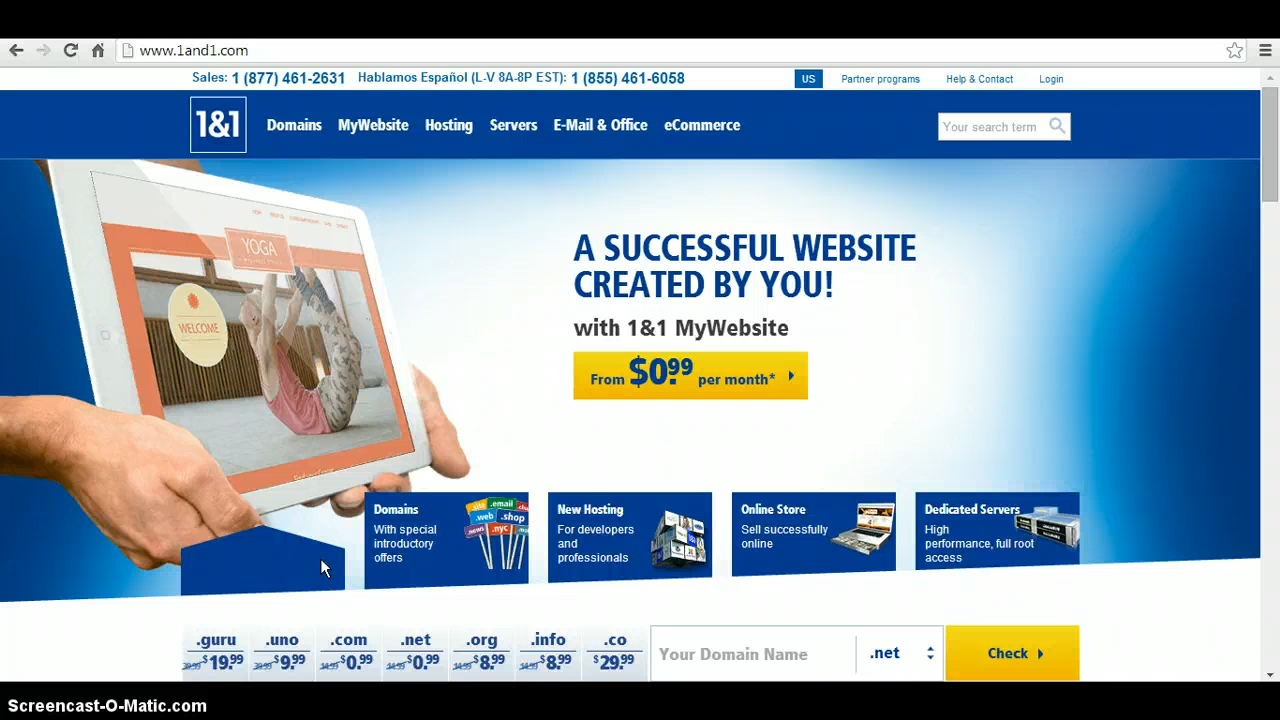 www.1and1.com
Sales: 1 (877) 461-2631 Hablamos Español (L-V 8A-8P EST): 1 (855) 461-6058
US Partner programs Help & Contact Login
1&1 Domains MyWebsite Hosting Servers E-Mail & Office eCommerce
Your search term
YOGA
WELCOME
A SUCCESSFUL WEBSITE
CREATED BY YOU!
with 1&1 MyWebsite
From $0.99 per month*
Domains
With special
introductory
offers
.email
.web .shop
.nyc
New Hosting
For developers
and
professionals
Online Store
Sell successfully
online
Dedicated Servers
High
performance, full root
access
.guru .uno .com .net .org .info .co
$19.99 $9.99 $0.99 $0.99 $8.99 $8.99 $29.99
Your Domain Name .net Check
Screencast-O-Matic.com